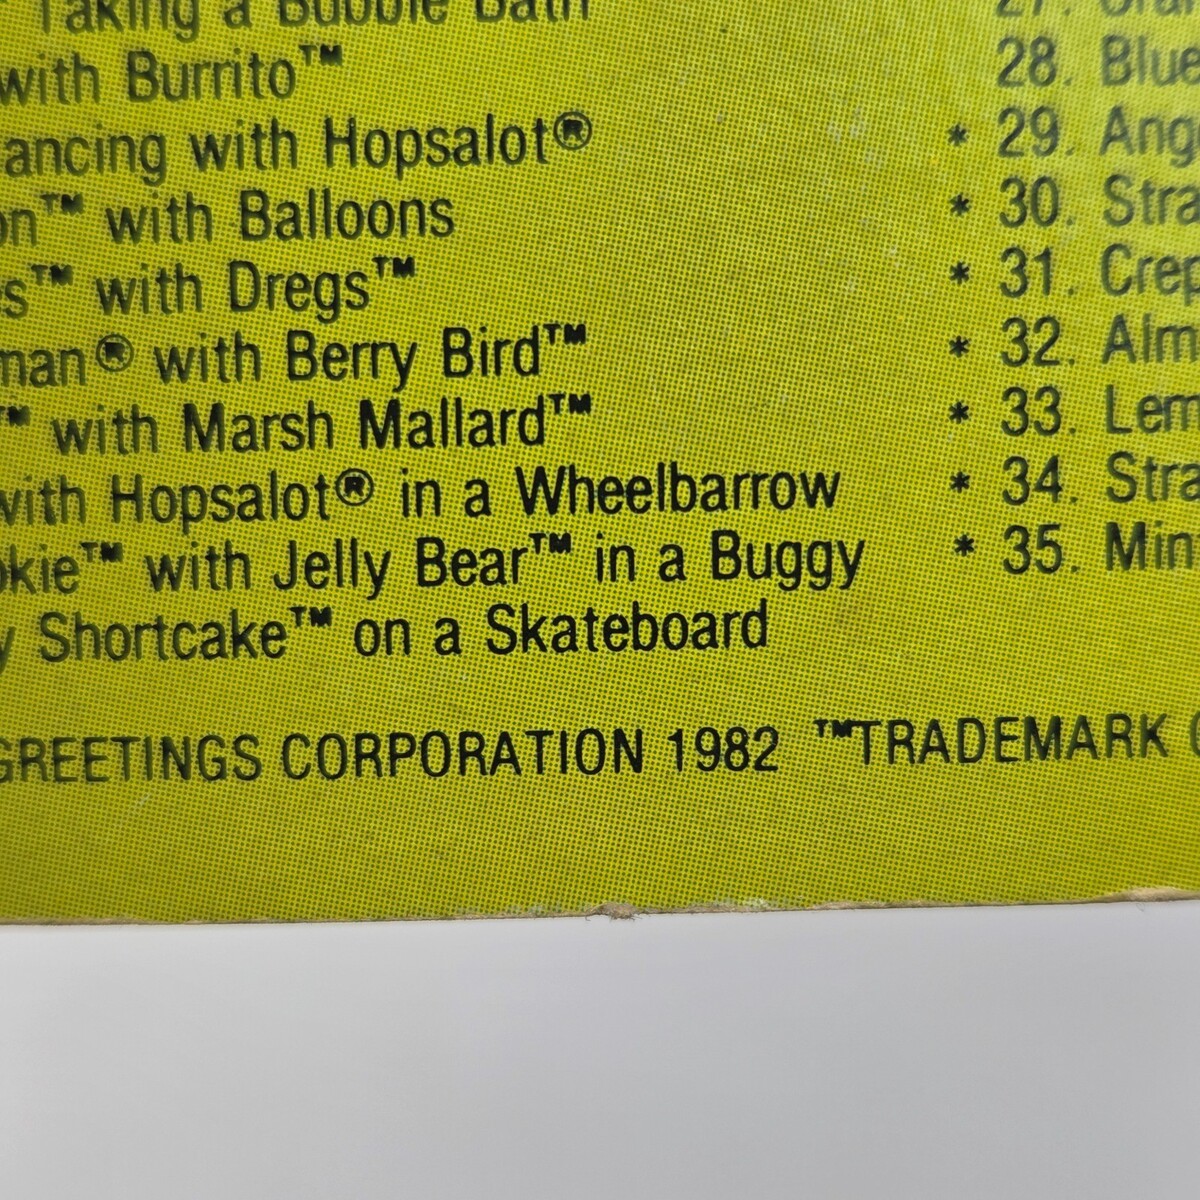 Taking a Bubble Bath
with Burrito™
ancing with Hopsalot®
on™ with Balloons
s™ with Dregs™
man® with Berry Bird™
™ with Marsh Mallard™
with Hopsalot® in a Wheelbarrow
kie™ with Jelly Bear™ in a Buggy
y Shortcake™ on a Skateboard
27.
28. Blue
* 29. Ang
* 30. Stra
* 31. Crep
* 32. Alm
* 33. Lem
* 34. Stra
* 35. Min
GREETINGS CORPORATION 1982 ™TRADEMARK